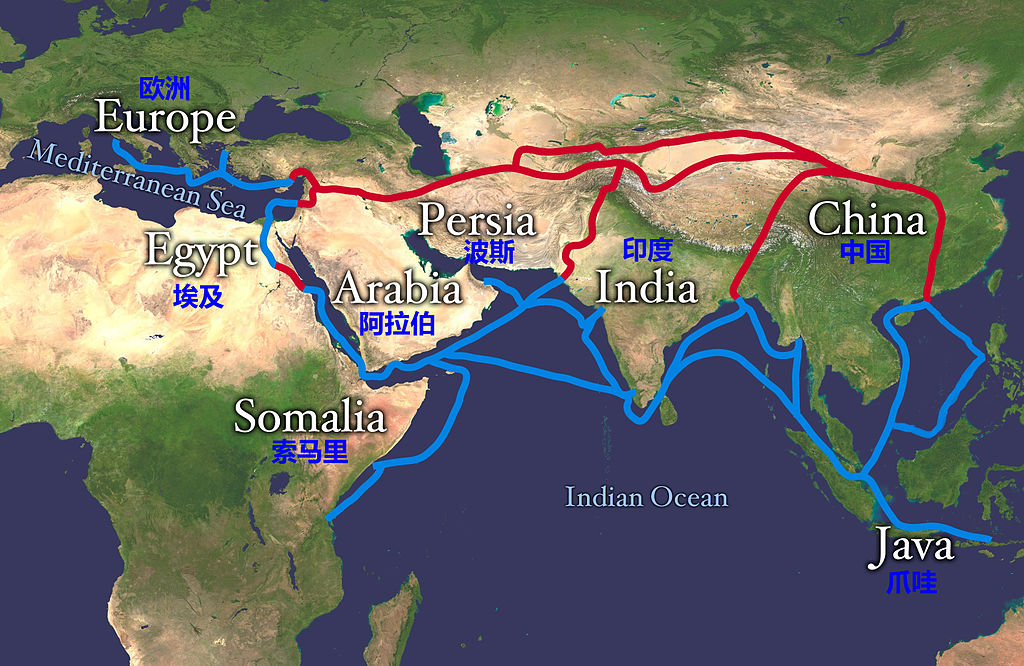 欧洲
Europe
Mediterranean Sea
Persia
波斯
China
中国
Egypt
埃及
印度
India
Arabia
阿拉伯
Somalia
索马里
Indian Ocean
Java
爪哇